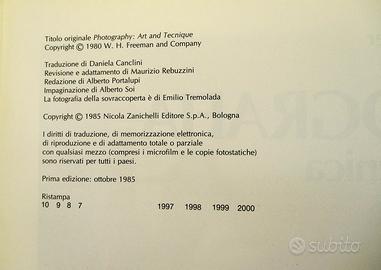 Titolo originale Photography: Art and Tecnique
Copyright © 1980 W. H. Freeman and Company
Traduzione di Daniela Canclini
Revisione e adattamento di Maurizio Rebuzzini
Redazione di Alberto Portalupi
Impaginazione di Alberto Soi
La fotografia della sovraccoperta è di Emilio Tremolada
Copyright © 1985 Nicola Zanichelli Editore S.p.A., Bologna
I diritti di traduzione, di memorizzazione elettronica,
di riproduzione e di adattamento totale o parziale
con qualsiasi mezzo (compresi i microfilm e le copie fotostatiche)
sono riservati per tutti i paesi.
Prima edizione: ottobre 1985
Ristampa
10 9 8 7 1997 1998 1999 2000
subito